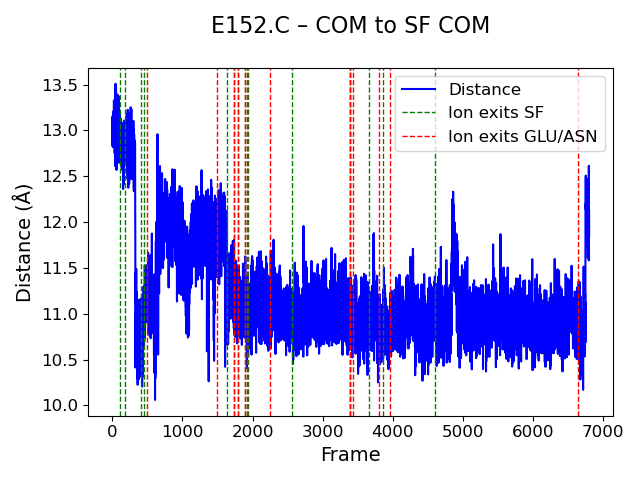 E152.C – COM to SF COM
Distance (Å)
13.5
13.0
12.5
12.0
11.5
11.0
10.5
10.0
Distance
Ion exits SF
Ion exits GLU/ASN
0 1000 2000 3000 4000 5000 6000 7000
Frame